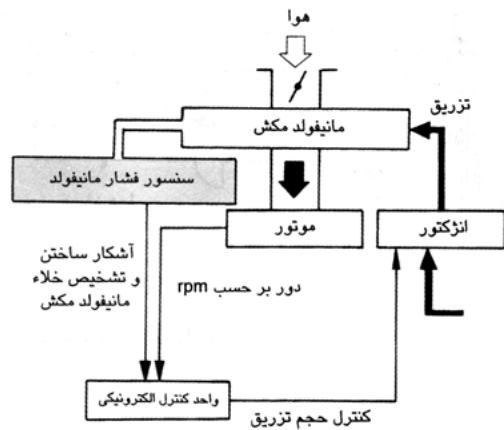 هوا
مانیفولد مکش
تزریق
سنسور فشار مانیفولد
موتور
انژکتور
آشکار ساختن
و تشخیص خلاء
مانیفولد مکش
دور بر حسب rpm
واحد کنترل الکترونیکی
کنترل حجم تزریق